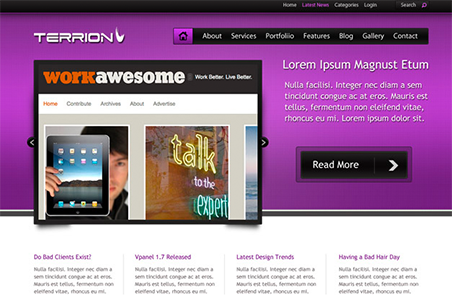 Home Latest News Categories Login Search
TERRION
About Services Portfoliio Features Blog Gallery Contact
workawesome Work Better. Live Better.
Home Contribute Archives About Advertise
talk
to the
expert
Lorem Ipsum Magnust Etum
Nulla facilisi. Integer nec diam a sem
tincidunt congue ac at eros. Mauris est
tellus, fermentum non eleifend vitae,
rhoncus eu mi. Lorem ipsum dolor sit.
Read More
Do Bad Clients Exist?
Nulla facilisi. Integer nec diam a
sem tincidunt congue ac at eros.
Mauris est tellus, fermentum non
eleifend vitae, rhoncus eu mi.
Vpanel 1.7 Released
Nulla facilisi. Integer nec diam a
sem tincidunt congue ac at eros.
Mauris est tellus, fermentum non
eleifend vitae, rhoncus eu mi.
Latest Design Trends
Nulla facilisi. Integer nec diam a
sem tincidunt congue ac at eros.
Mauris est tellus, fermentum non
eleifend vitae, rhoncus eu mi.
Having a Bad Hair Day
Nulla facilisi. Integer nec diam a
sem tincidunt congue ac at eros.
Mauris est tellus, fermentum non
eleifend vitae, rhoncus eu mi.